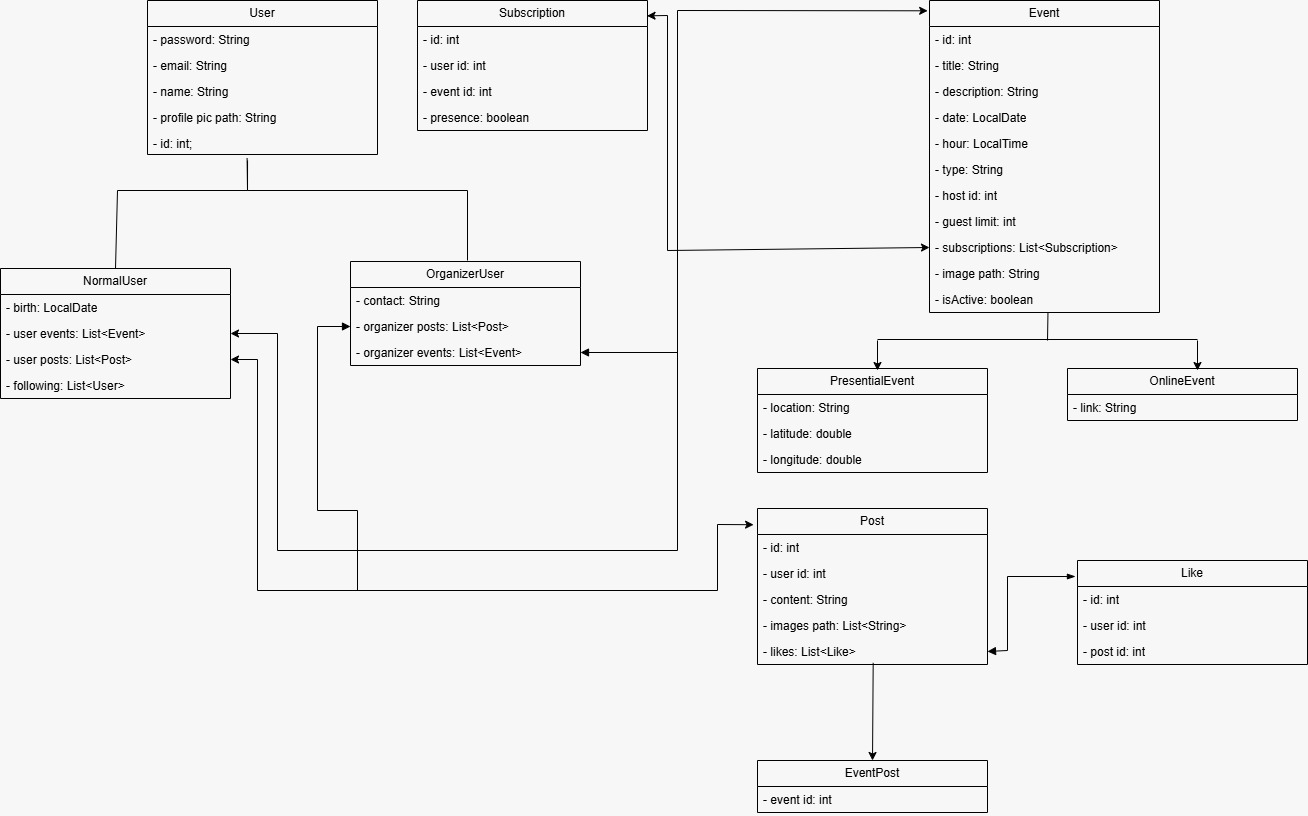 User
- password: String
- email: String
- name: String
- profile pic path: String
- id: int;
Subscription
- id: int
- user id: int
- event id: int
- presence: boolean
Event
- id: int
- title: String
- description: String
- date: LocalDate
- hour: LocalTime
- type: String
- host id: int
- guest limit: int
- subscriptions: List<Subscription>
- image path: String
- isActive: boolean
NormalUser
- birth: LocalDate
- user events: List<Event>
- user posts: List<Post>
- following: List<User>
OrganizerUser
- contact: String
- organizer posts: List<Post>
- organizer events: List<Event>
PresentialEvent
- location: String
- latitude: double
- longitude: double
OnlineEvent
- link: String
Post
- id: int
- user id: int
- content: String
- images path: List<String>
- likes: List<Like>
Like
- id: int
- user id: int
- post id: int
EventPost
- event id: int